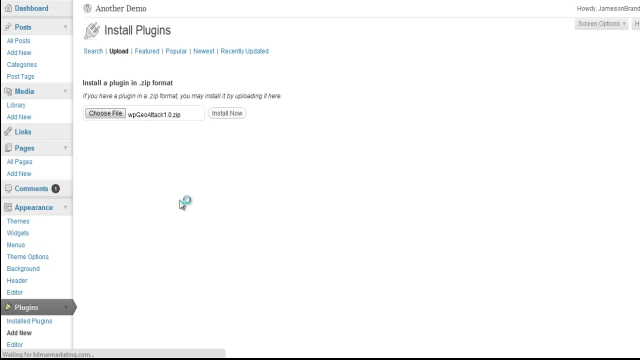 Dashboard
Posts
All Posts
Add New
Categories
Post Tags
Media
Library
Add New
Links
Pages
All Pages
Add New
Comments 1
Appearance
Themes
Widgets
Menus
Theme Options
Background
Header
Editor
Plugins
Installed Plugins
Add New
Editor
Another Demo
Howdy, JamesonBrand
Screen Options
H
Install Plugins
Search | Upload | Featured | Popular | Newest | Recently Updated
Install a plugin in .zip format
If you have a plugin in a .zip format, you may install it by uploading it here.
Choose File wpGeoAttack1.0.zip Install Now
Waiting for bilmarmarketing.com...